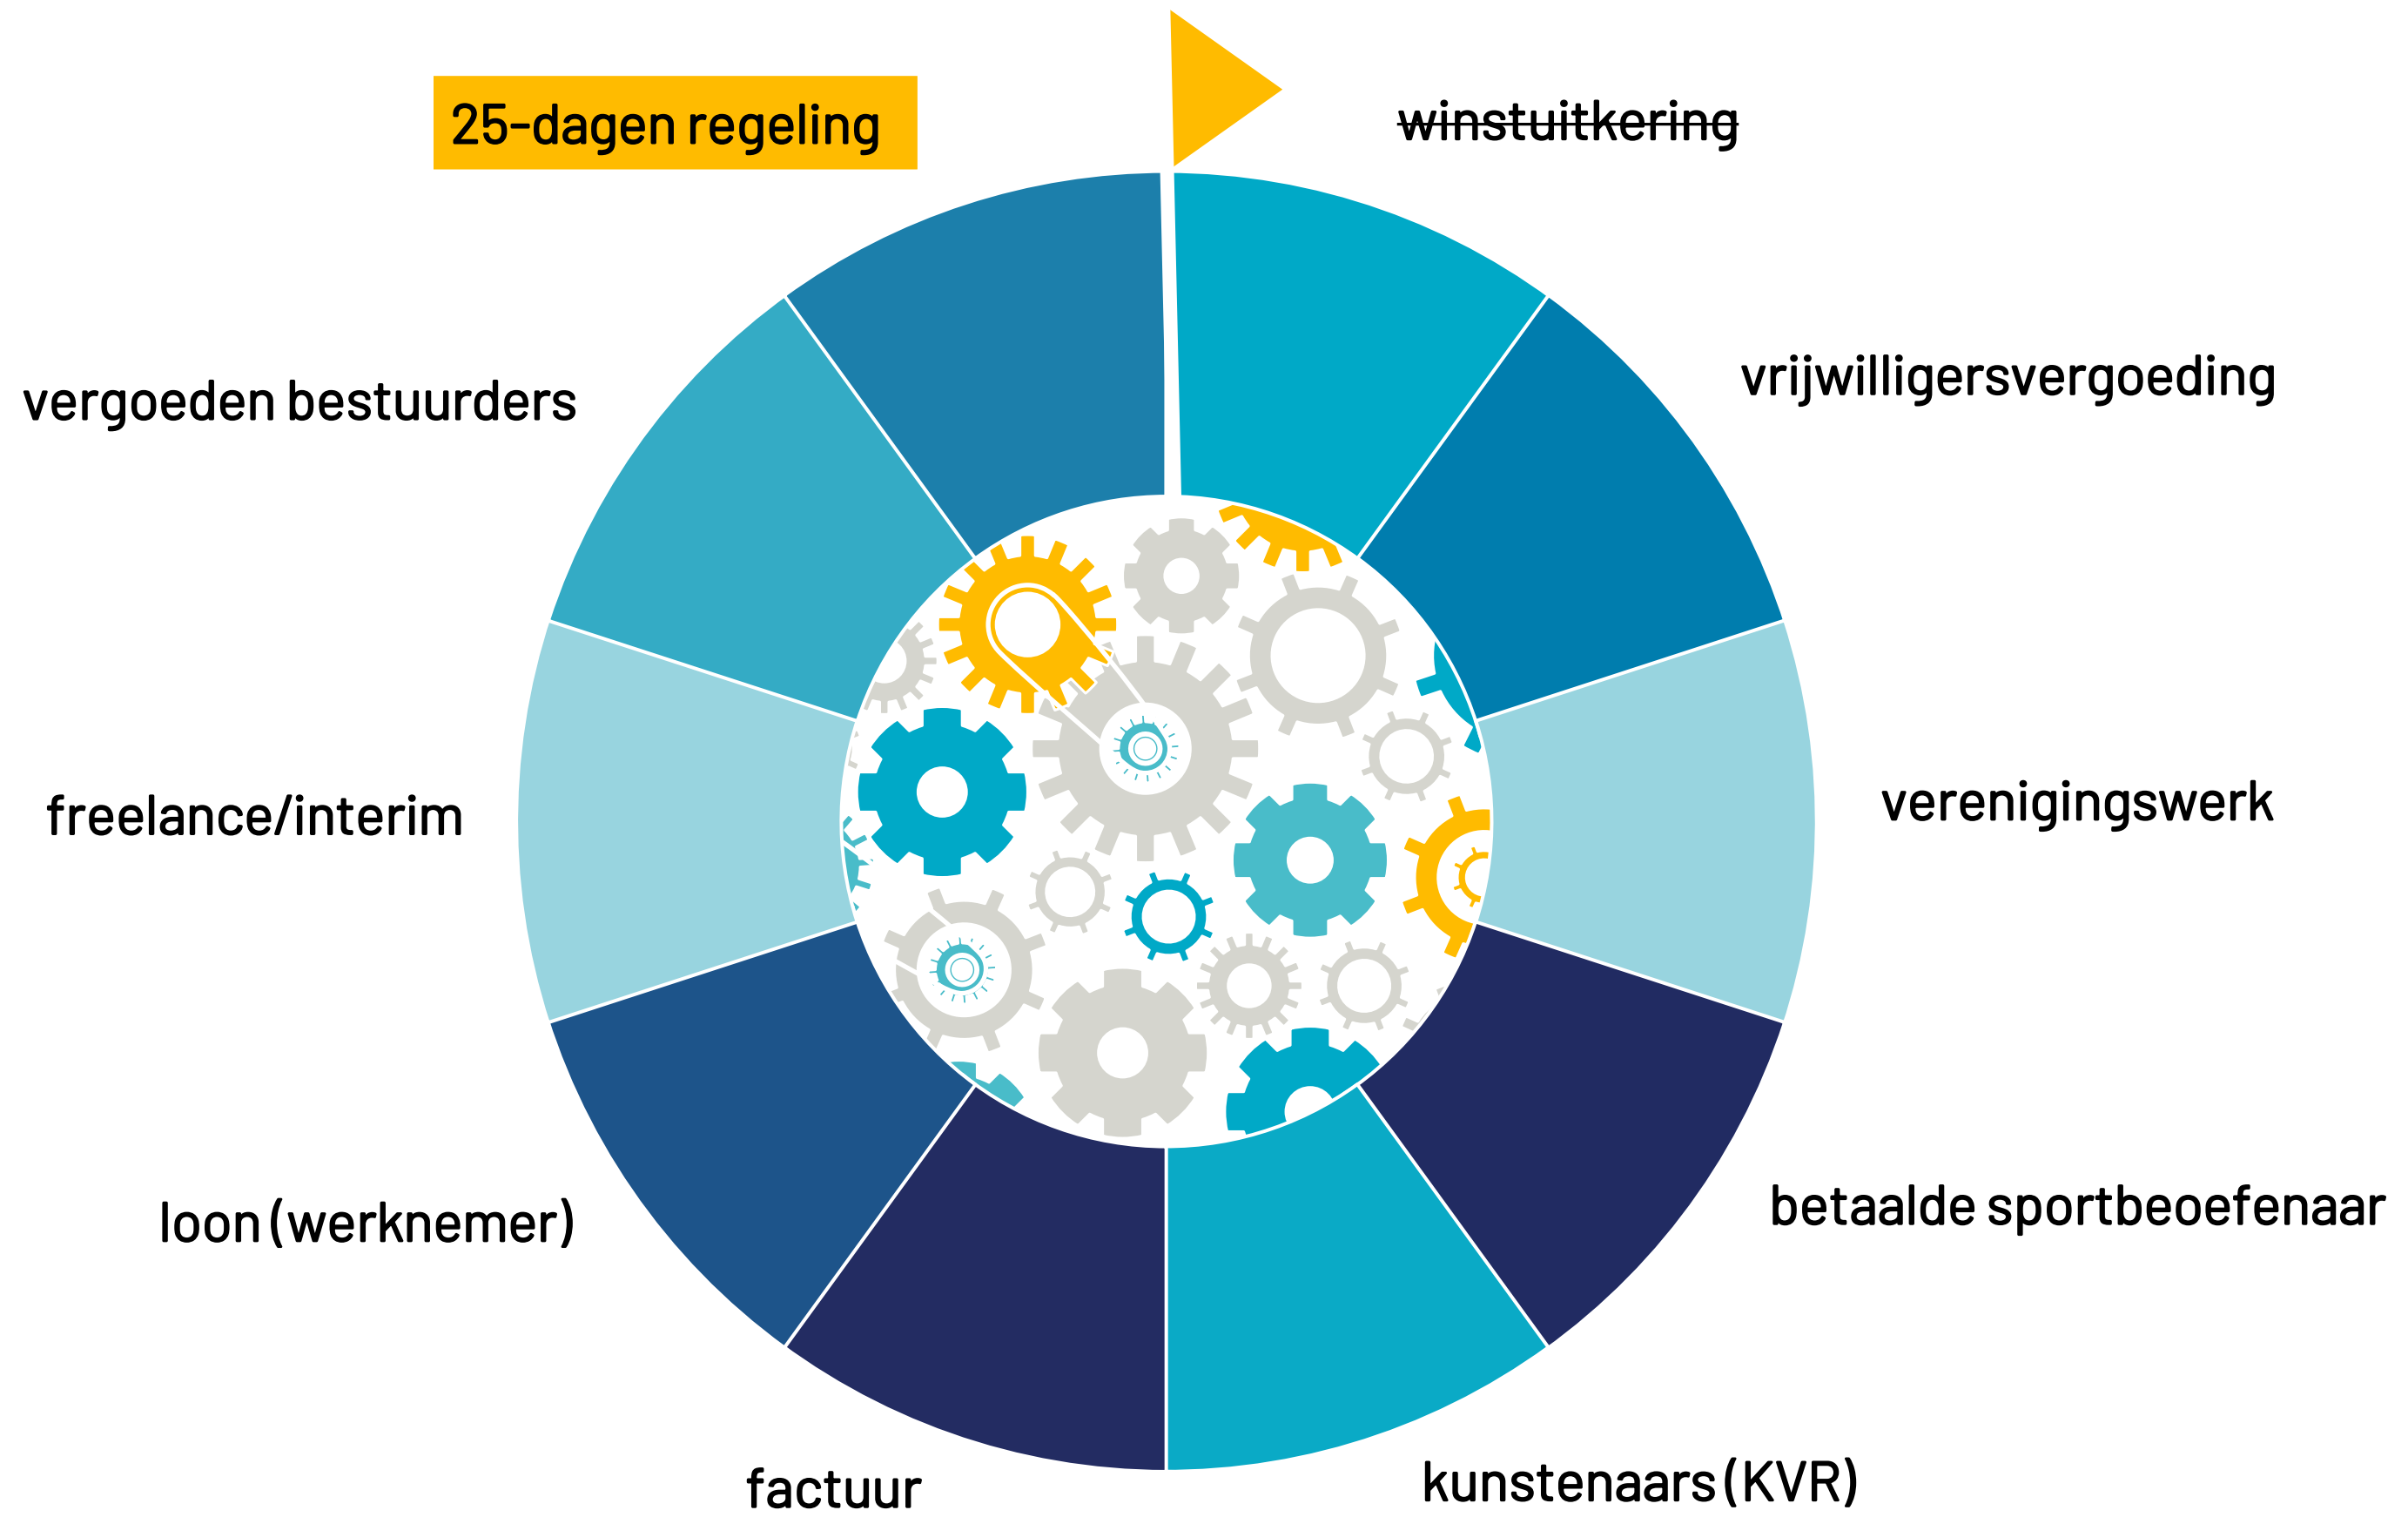 25-dagen regeling
winstuitkering
vrijwilligersvergoeding
vergoeden bestuurders
freelance/interim
verenigingswerk
loon(werknemer)
betaalde sportbeoefenaar
factuur
kunstenaars(KVR)